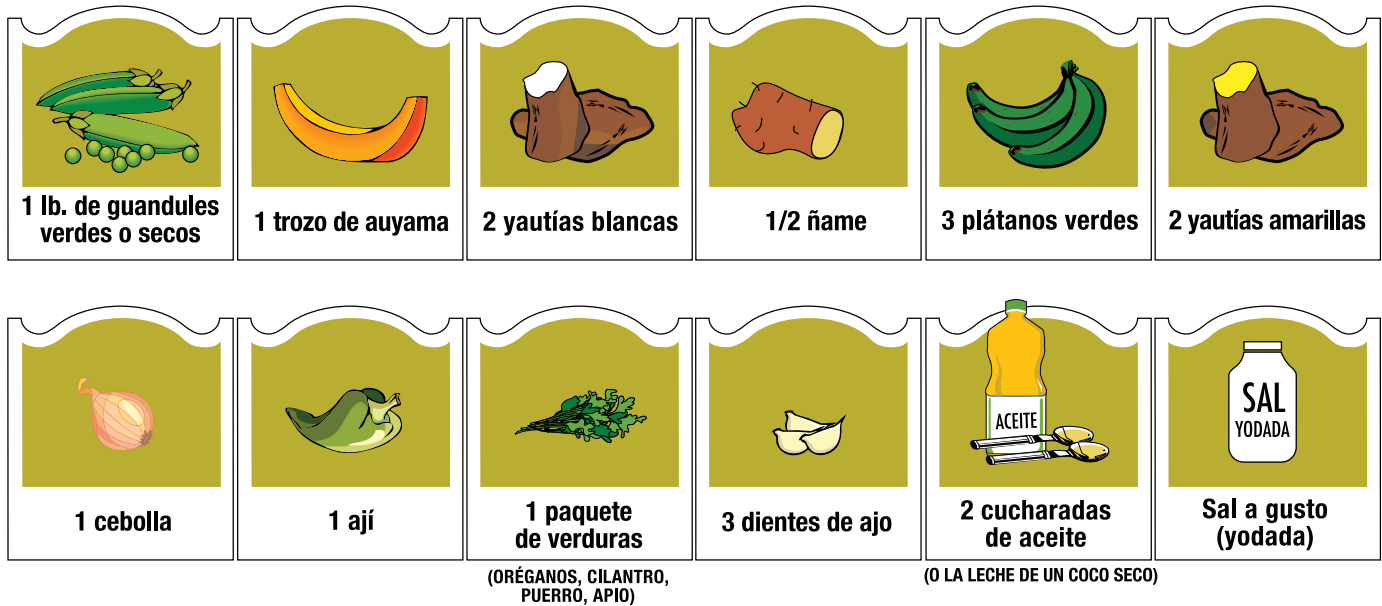 1 lb. de guandules
verdes o secos
1 trozo de auyama
2 yautías blancas
1/2 ñame
3 plátanos verdes
2 yautías amarillas
ACEITE
SAL
YODADA
1 cebolla
1 ají
1 paquete
de verduras
(ORÉGANOS, CILANTRO,
PUERRO, APIO)
3 dientes de ajo
2 cucharadas
de aceite
(O LA LECHE DE UN COCO SECO)
Sal a gusto
(yodada)